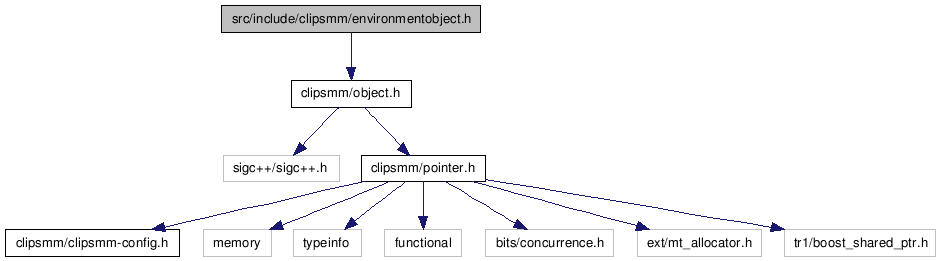 src/include/clipsmm/environmentobject.h
clipsmm/object.h
sigc++/sigc++.h
clipsmm/pointer.h
clipsmm/clipsmm-config.h
memory
typeinfo
functional
bits/concurrence.h
ext/mt_allocator.h
tr1/boost_shared_ptr.h